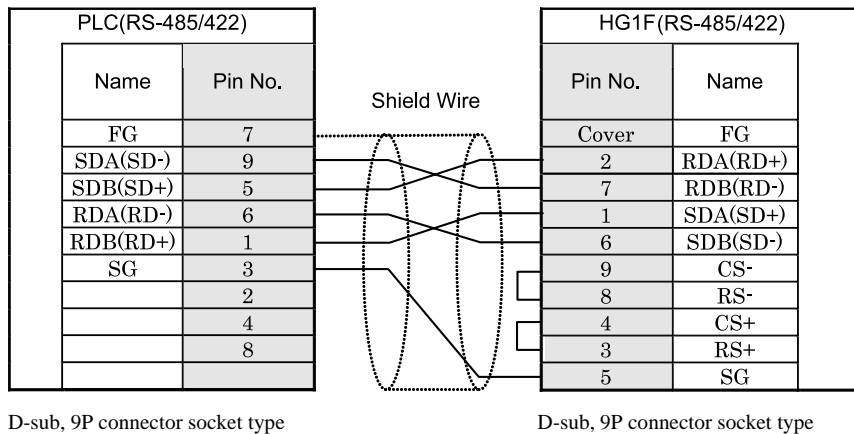 PLC(RS-485/422) HG1F(RS-485/422)
Name Pin No. Shield Wire Pin No. Name
FG 7 Cover FG
SDA(SD-) 9 2 RDA(RD+)
SDB(SD+) 5 7 RDB(RD-)
RDA(RD-) 6 1 SDA(SD+)
RDB(RD+) 1 6 SDB(SD-)
SG 3 9 CS-
2 8 RS-
4 4 CS+
8 3 RS+
5 SG
D-sub, 9P connector socket type D-sub, 9P connector socket type